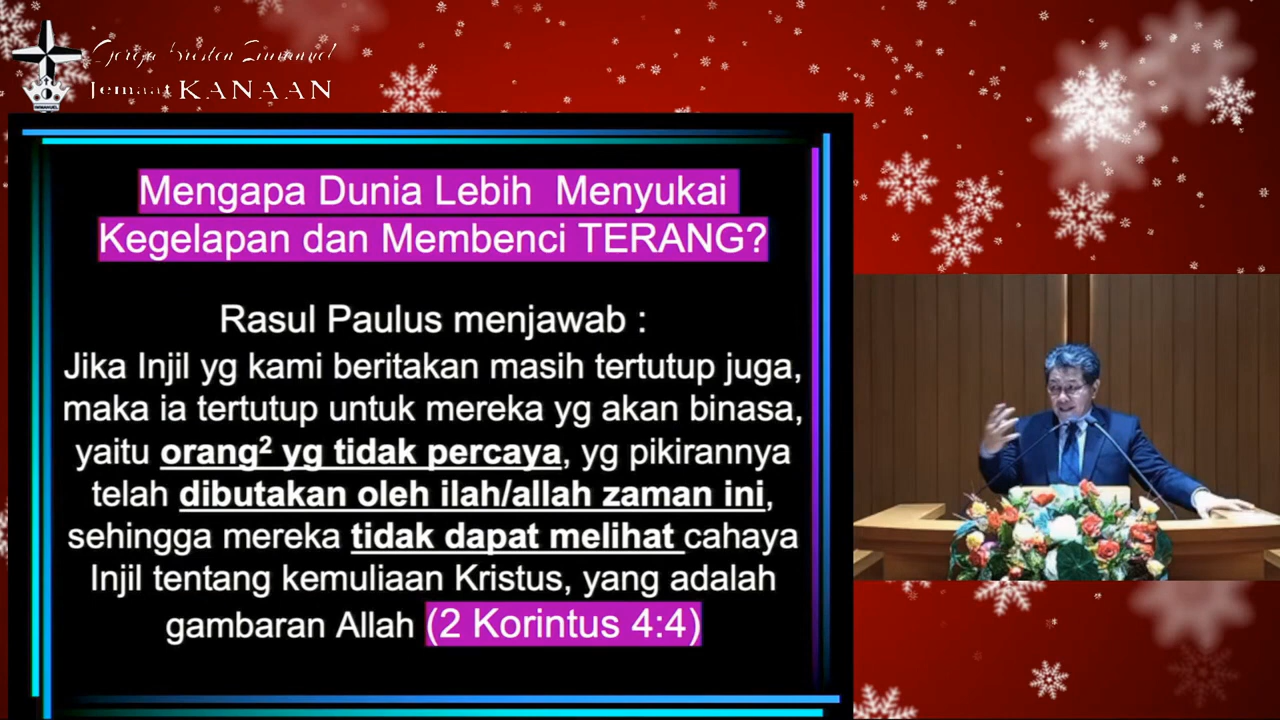 Gereja Kristen Immanuel
Jemaat KANAAN
Mengapa Dunia Lebih Menyukai
Kegelapan dan Membenci TERANG?
Rasul Paulus menjawab :
Jika Injil yg kami beritakan masih tertutup juga,
maka ia tertutup untuk mereka yg akan binasa,
yaitu orang² yg tidak percaya, yg pikirannya
telah dibutakan oleh ilah/allah zaman ini,
sehingga mereka tidak dapat melihat cahaya
Injil tentang kemuliaan Kristus, yang adalah
gambaran Allah (2 Korintus 4:4)